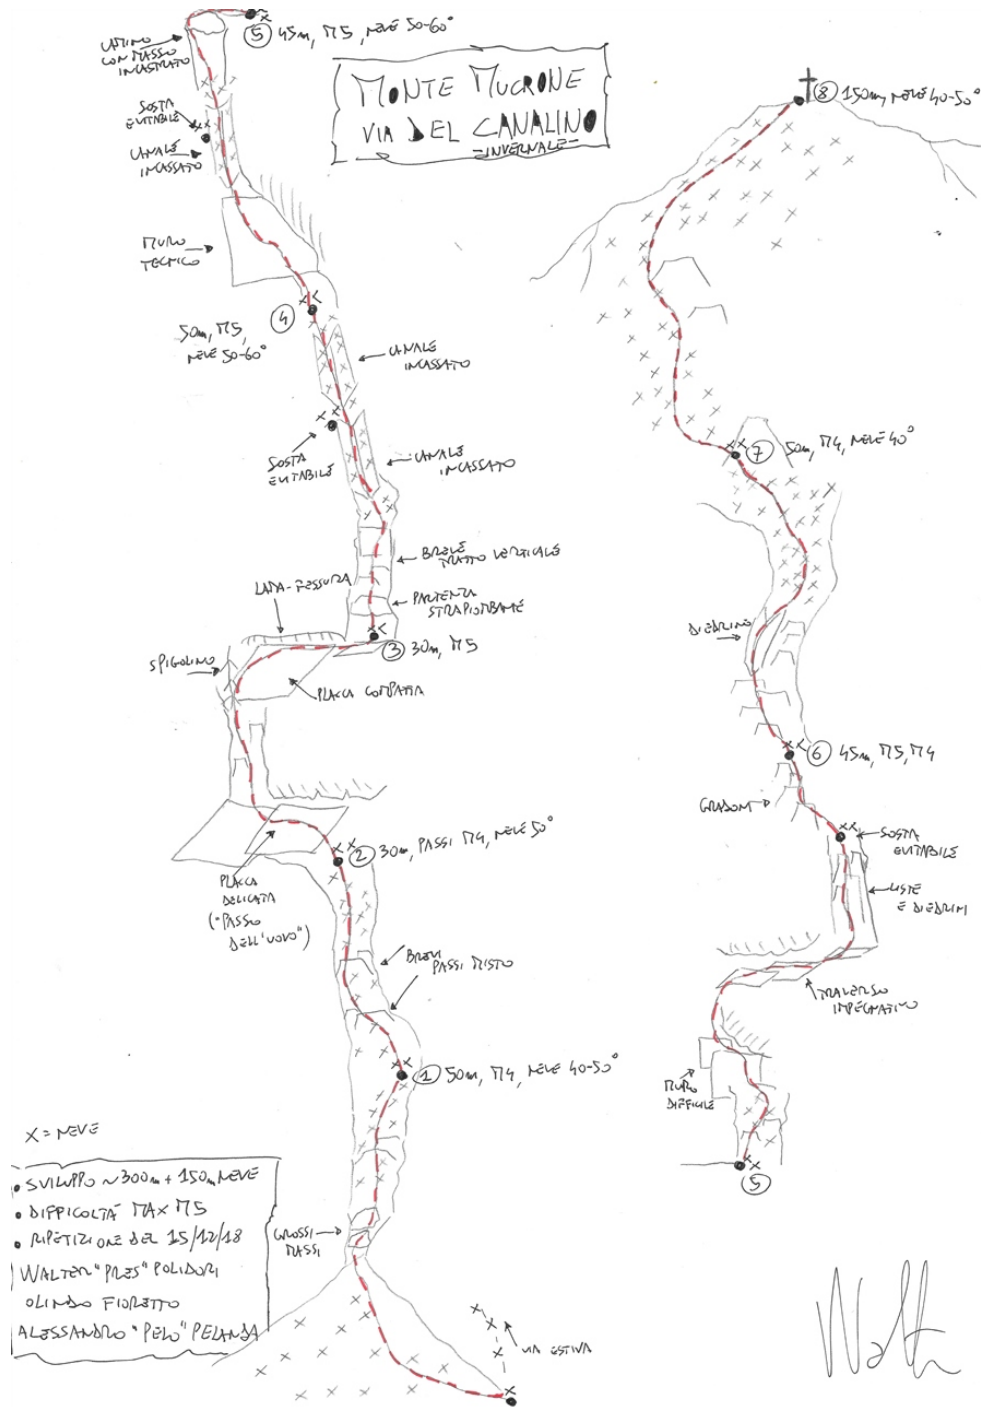 MONTE MUCRONE
VIA DEL CANALINO
-INVERNALE-
⑤ 45m, M5, NEVE 50-60°
CAMINO
CON MASSO
INCASTRATO
SOSTA
EVITABILE
CANALE
INCASSATO
MURO
TECNICO
④
50m, M5,
NEVE 50-60°
CANALE
INCASSATO
SOSTA
EVITABILE
CANALE
INCASSATO
BREVE
TRATTO VERTICALE
PARTENZA
STRAPIOMBANTE
LAMA-FESSURA
③ 30m, M5
SPIGOLINO
PLACCA COMPATTA
② 30m, PASSI M4, NEVE 50°
PLACCA
DELICATA
("PASSO
DELL'UOVO")
BREVI
PASSI MISTO
① 50m, M4, NEVE 40-50°
GROSSI
MASSI
VIA ESTIVA
X = NEVE
• SVILUPPO ~300m + 150m NEVE
• DIFFICOLTÀ MAX M5
• RIPETIZIONE DEL 15/12/18
WALTER "PRES" POLIDORI
OLINDO FIORETTO
ALESSANDRO "PELO" PELANDA
⑧ 150m, NEVE 40-50°
⑦ 50m, M4, NEVE 40°
DIEDRINO
⑥ 45m, M5, M4
GRADONI
SOSTA
EVITABILE
LISTE
E DIEDRINI
TRAVERSO
IMPEGNATIVO
MURO
DIFFICILE
⑤